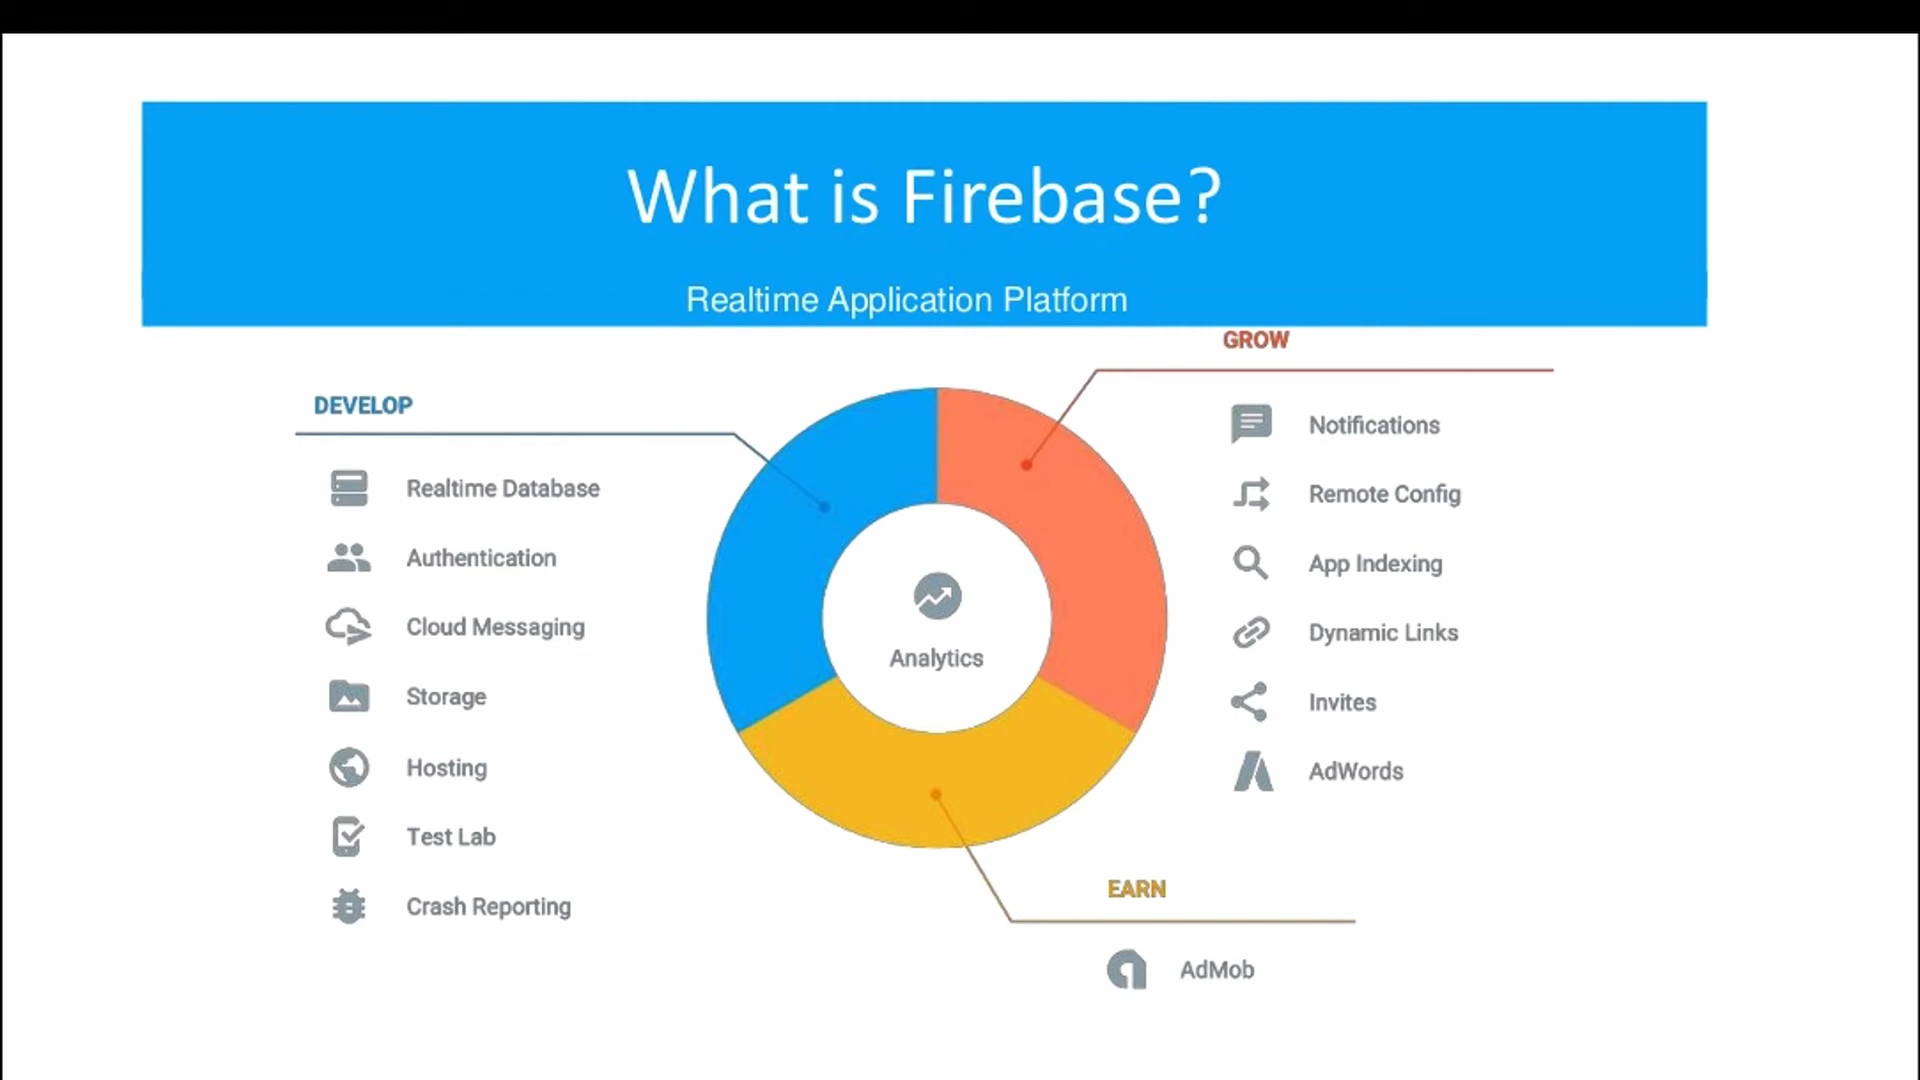 What is Firebase?
Realtime Application Platform
DEVELOP
Realtime Database
Authentication
Cloud Messaging
Storage
Hosting
Test Lab
Crash Reporting
Analytics
GROW
Notifications
Remote Config
App Indexing
Dynamic Links
Invites
AdWords
EARN
AdMob